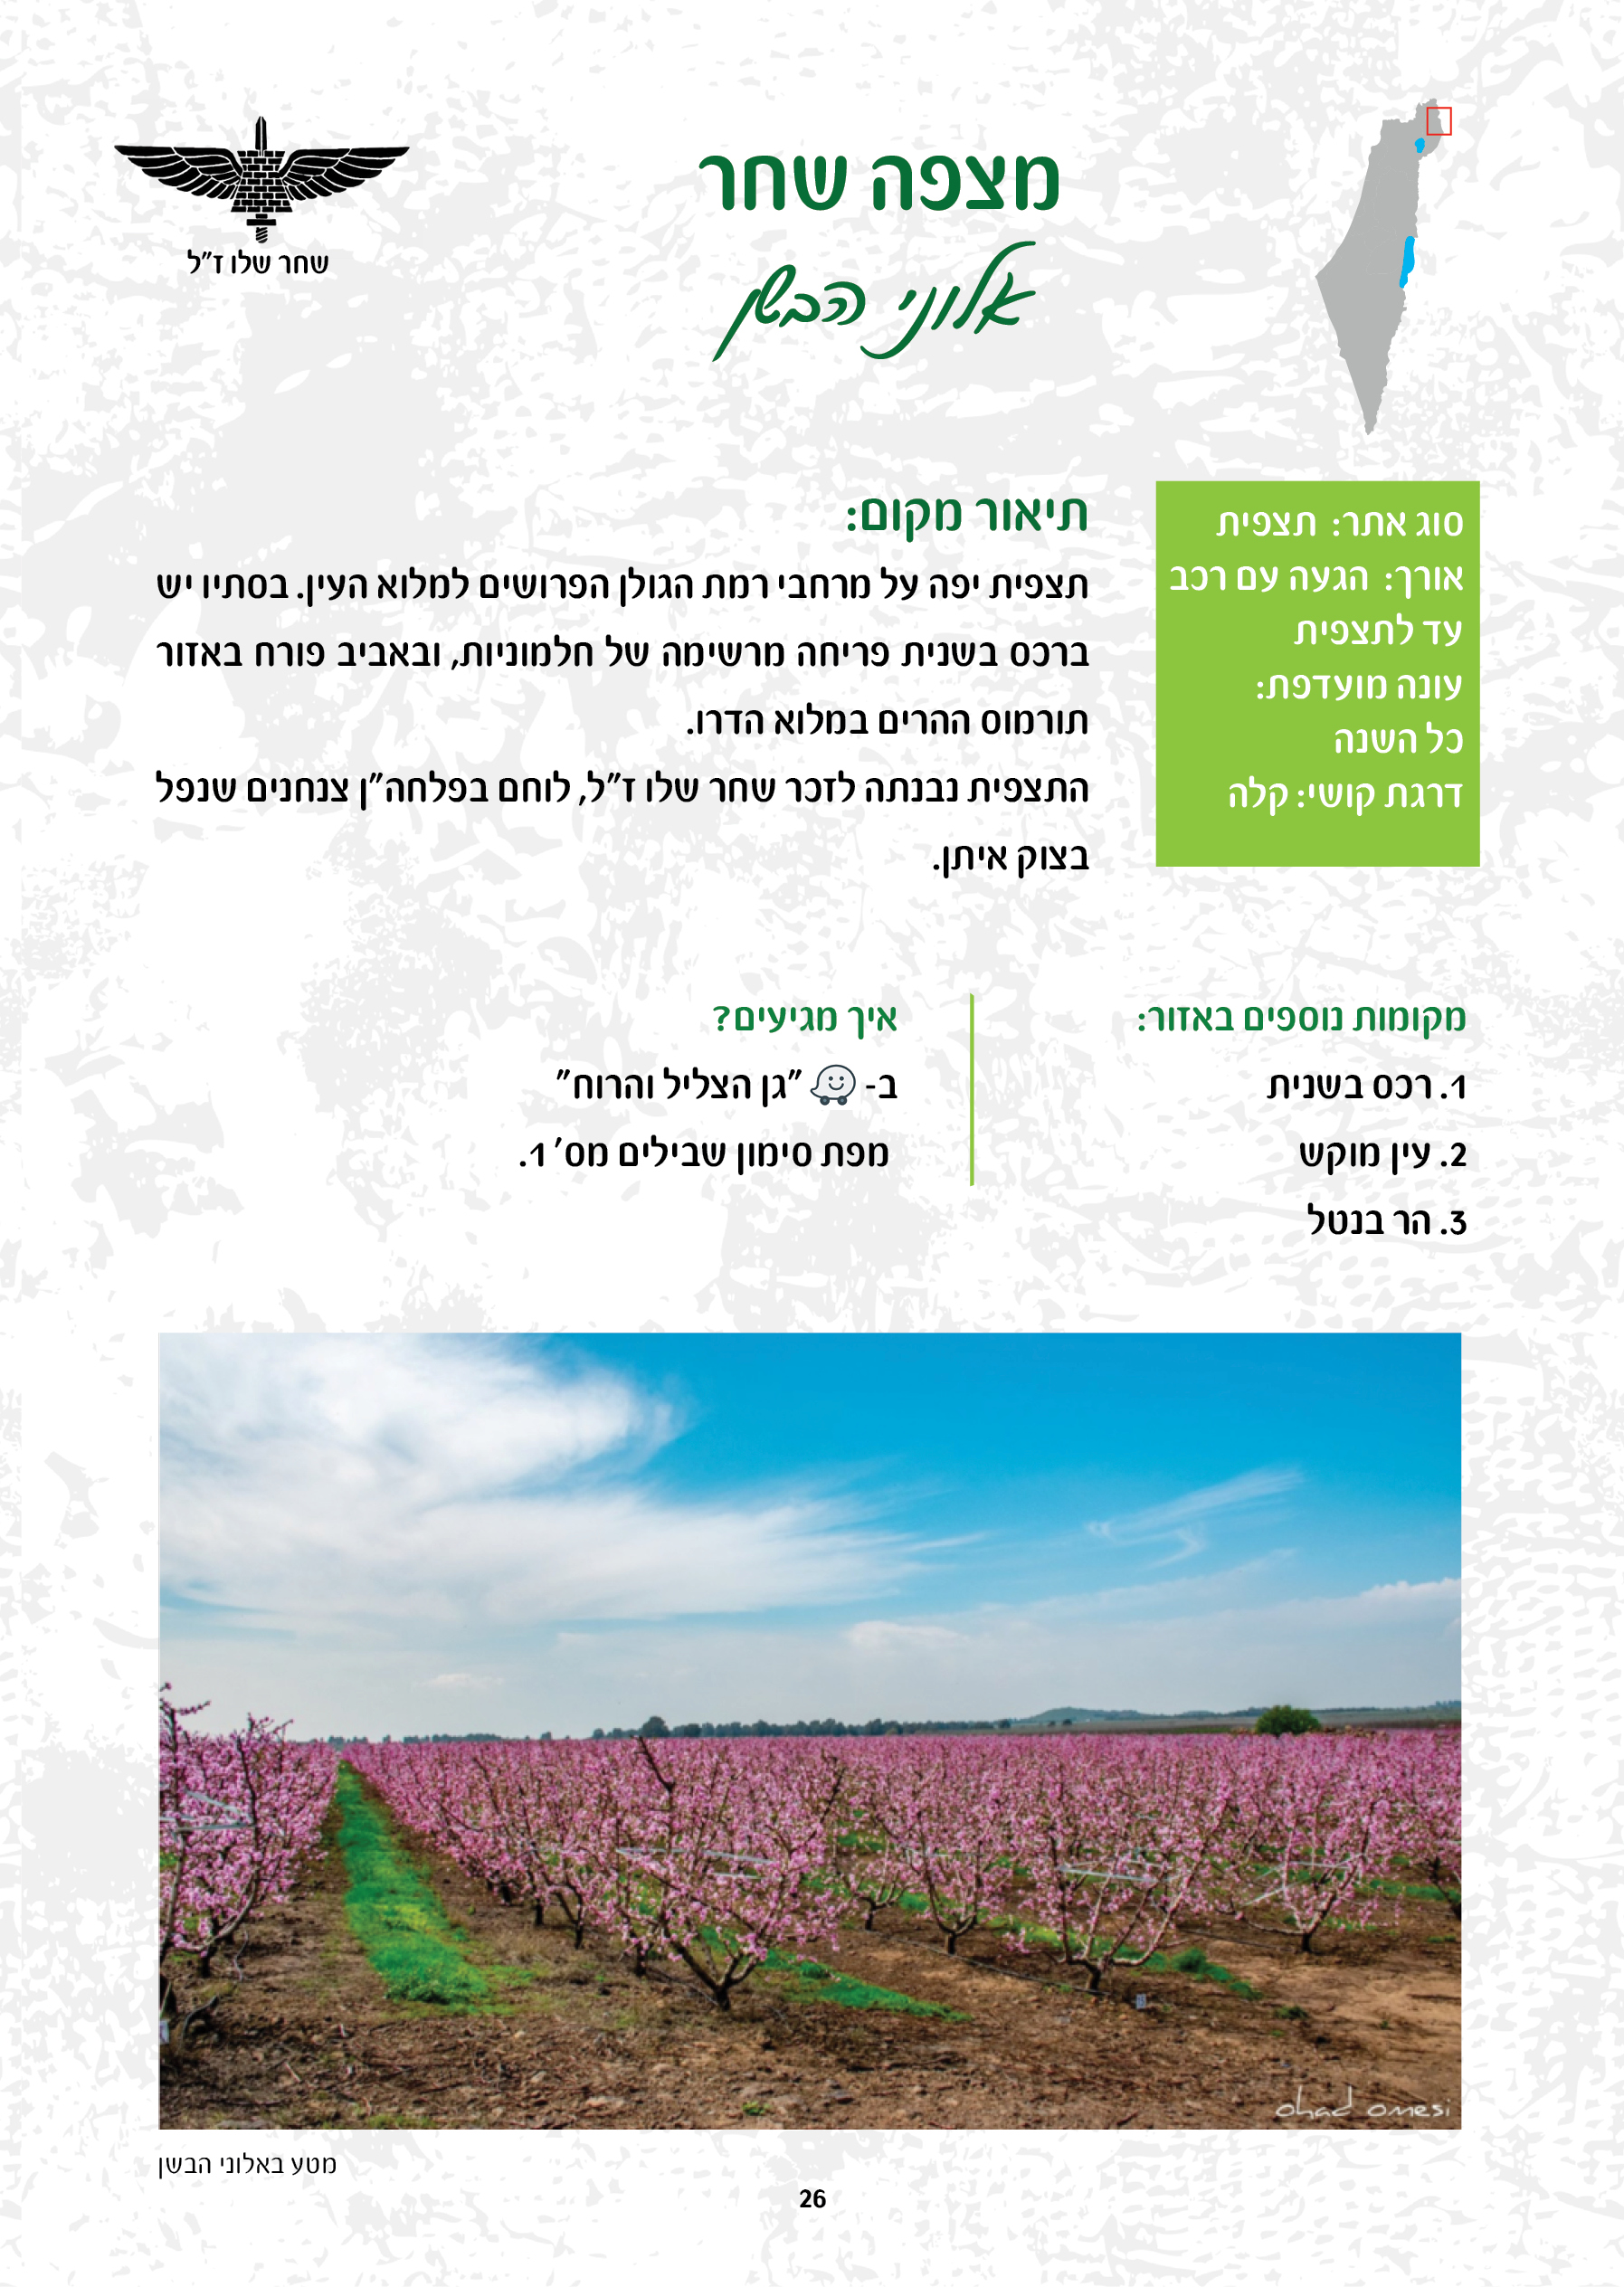 מצפה שחר
אלוני הבשן
שחר שלו ז"ל
סוג אתר: תצפית
אורך: הגעה עם רכב
עד לתצפית
עונה מועדפת:
כל השנה
דרגת קושי: קלה
תיאור מקום:
תצפית יפה על מרחבי רמת הגולן הפרושים למלוא העין. בסתיו יש
ברכס בשנית פריחה מרשימה של חלמוניות, ובאביב פורח באזור
תורמוס ההרים במלוא הדרו.
התצפית נבנתה לזכר שחר שלו ז"ל, לוחם בפלחה"ן צנחנים שנפל
בצוק איתן.
מקומות נוספים באזור:
1. רכס בשנית
2. עין מוקש
3. הר בנטל
איך מגיעים?
ב- "גן הצליל והרוח"
מפת סימון שבילים מס' 1.
ohad omesi
מטע באלוני הבשן
26